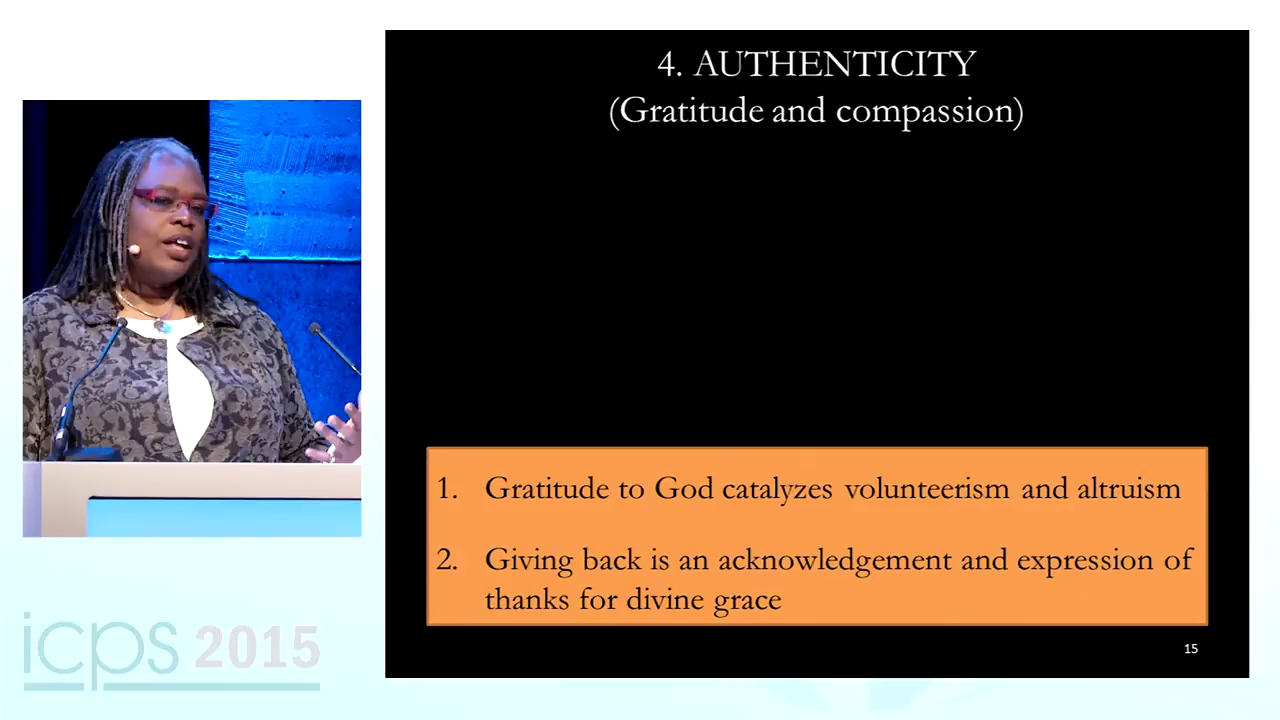 4. AUTHENTICITY
(Gratitude and compassion)
1. Gratitude to God catalyzes volunteerism and altruism
2. Giving back is an acknowledgement and expression of
thanks for divine grace
15
icps 2015